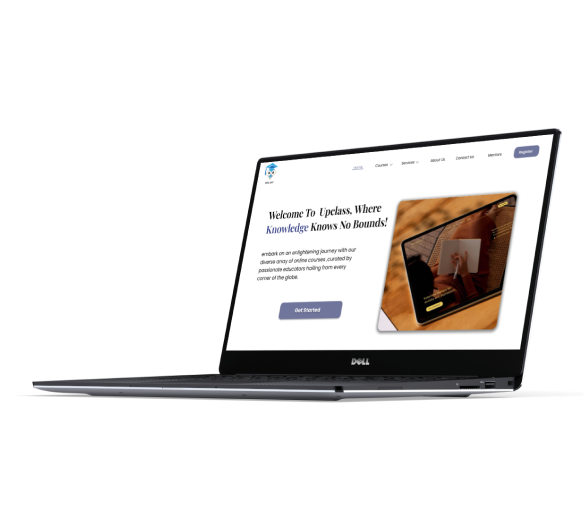 Home
Courses
Services
About Us
Contact Us
Mentors
Register
Welcome To Upclass, Where
Knowledge Knows No Bounds!
embark on an enlightening journey with our
diverse array of online courses ,curated by
passionate educators hailing from every
corner of the globe.
Get Started
DELL